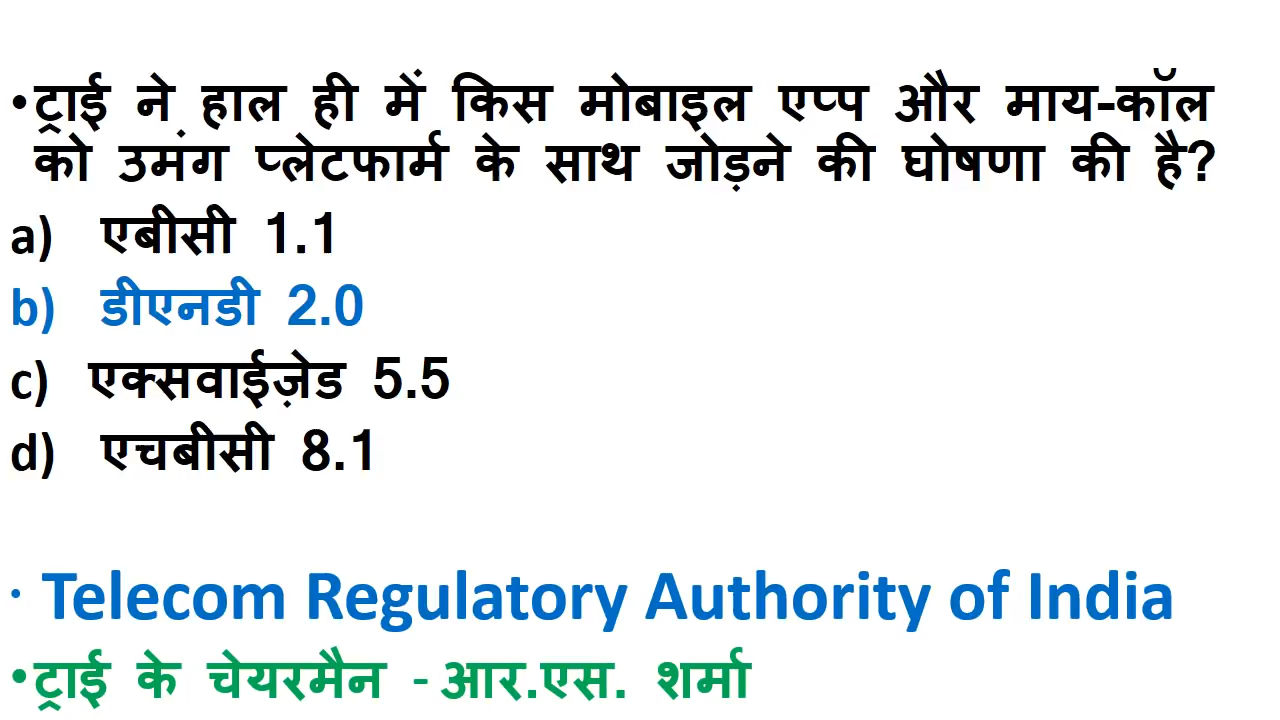 •ट्राई ने हाल ही में किस मोबाइल एप्प और माय-कॉल
को उमंग प्लेटफार्म के साथ जोड़ने की घोषणा की है?
a) एबीसी 1.1
b) डीएनडी 2.0
c) एक्सवाईज़ेड 5.5
d) एचबीसी 8.1
• Telecom Regulatory Authority of India
•ट्राई के चेयरमैन - आर.एस. शर्मा